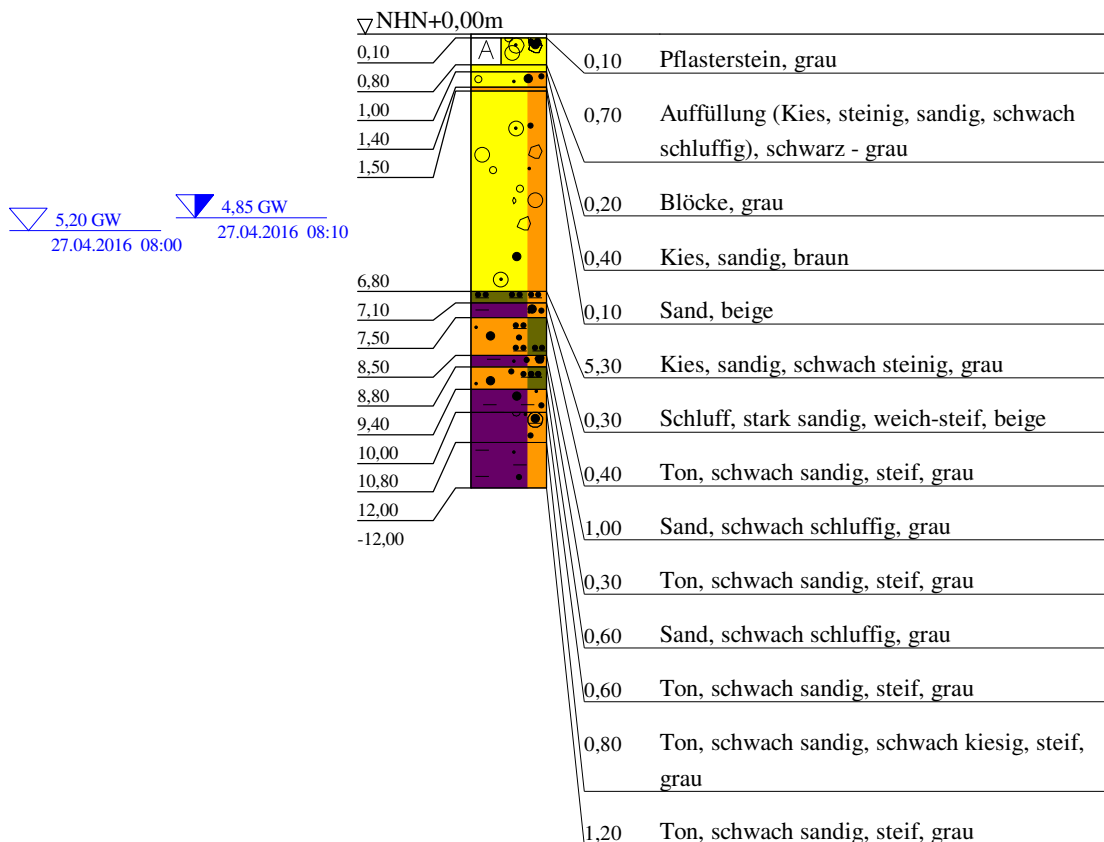 NHN+0,00m
0,10
A
0,80
1,00
1,40
1,50
5,20 GW
27.04.2016 08:00
4,85 GW
27.04.2016 08:10
6,80
7,10
7,50
8,50
8,80
9,40
10,00
10,80
12,00
-12,00
0,10 Pflasterstein, grau
0,70 Auffüllung (Kies, steinig, sandig, schwach
schluffig), schwarz - grau
0,20 Blöcke, grau
0,40 Kies, sandig, braun
0,10 Sand, beige
5,30 Kies, sandig, schwach steinig, grau
0,30 Schluff, stark sandig, weich-steif, beige
0,40 Ton, schwach sandig, steif, grau
1,00 Sand, schwach schluffig, grau
0,30 Ton, schwach sandig, steif, grau
0,60 Sand, schwach schluffig, grau
0,60 Ton, schwach sandig, steif, grau
0,80 Ton, schwach sandig, schwach kiesig, steif,
grau
1,20 Ton, schwach sandig, steif, grau